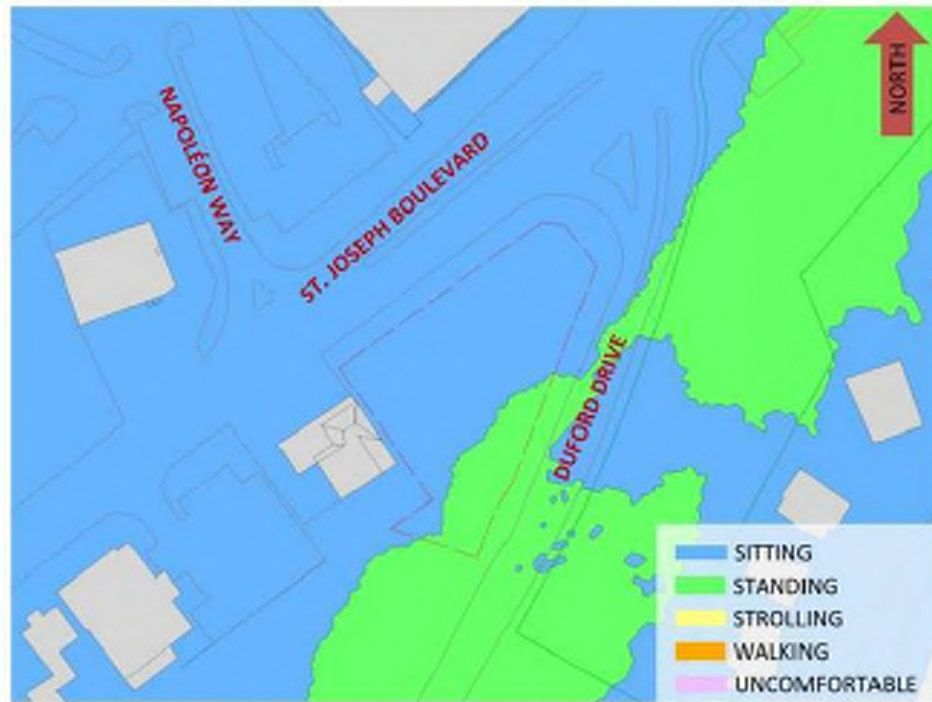 NORTH
NAPOLÉON WAY
ST. JOSEPH BOULEVARD
DUFORD DRIVE
SITTING
STANDING
STROLLING
WALKING
UNCOMFORTABLE